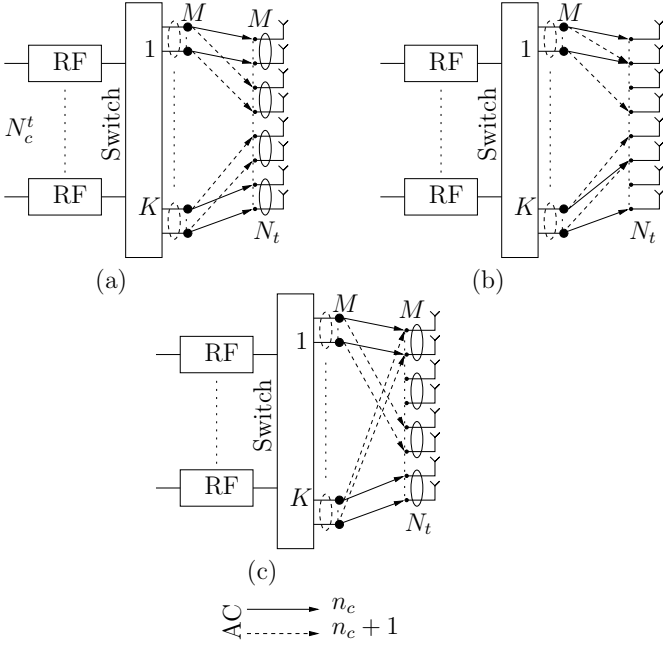 M M
1
RF
N_c^t
Switch
RF
K
N_t
(a)
1
RF
Switch
RF
K
N_t
(b)
M M
1
RF
Switch
RF
K
N_t
(c)
AC
n_c
n_c + 1